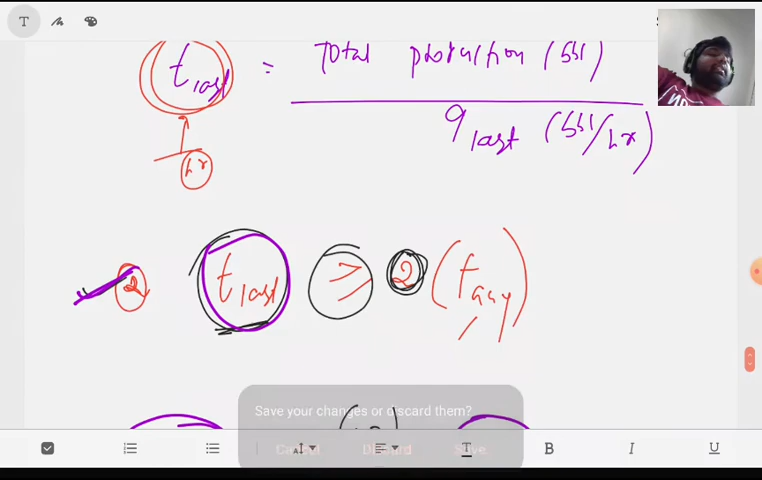 T
t last = Total production (bbl)
q last (bbl/hr)
hr
2 t last ≥ 2 (t
Save your changes or discard them?
Cancel Discard Save
T B I U